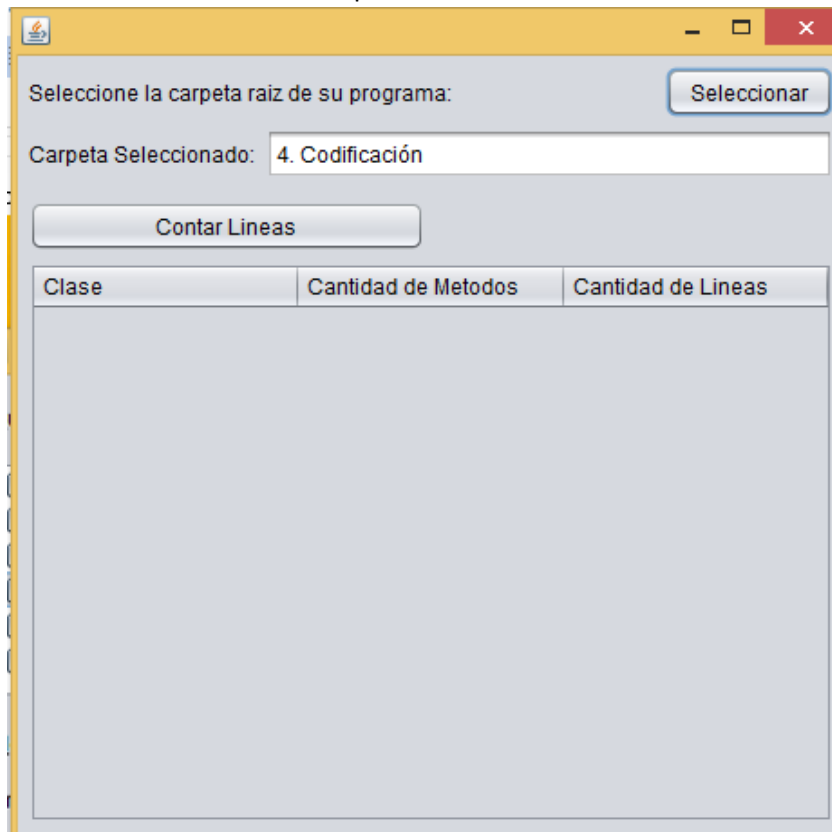 Seleccione la carpeta raiz de su programa: Seleccionar
Carpeta Seleccionado: 4. Codificación
Contar Lineas
Clase Cantidad de Metodos Cantidad de Lineas